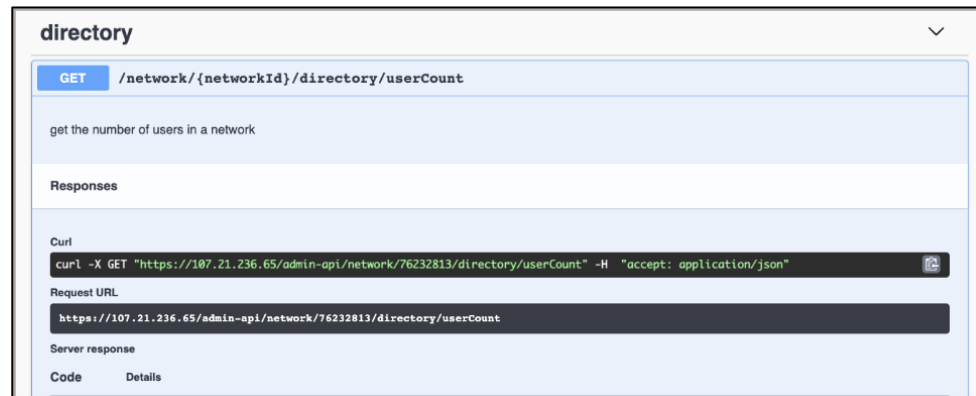 directory
GET /network/{networkId}/directory/userCount
get the number of users in a network
Responses
Curl
curl -X GET "https://107.21.236.65/admin-api/network/76232813/directory/userCount" -H  "accept: application/json"
Request URL
https://107.21.236.65/admin-api/network/76232813/directory/userCount
Server response
Code Details